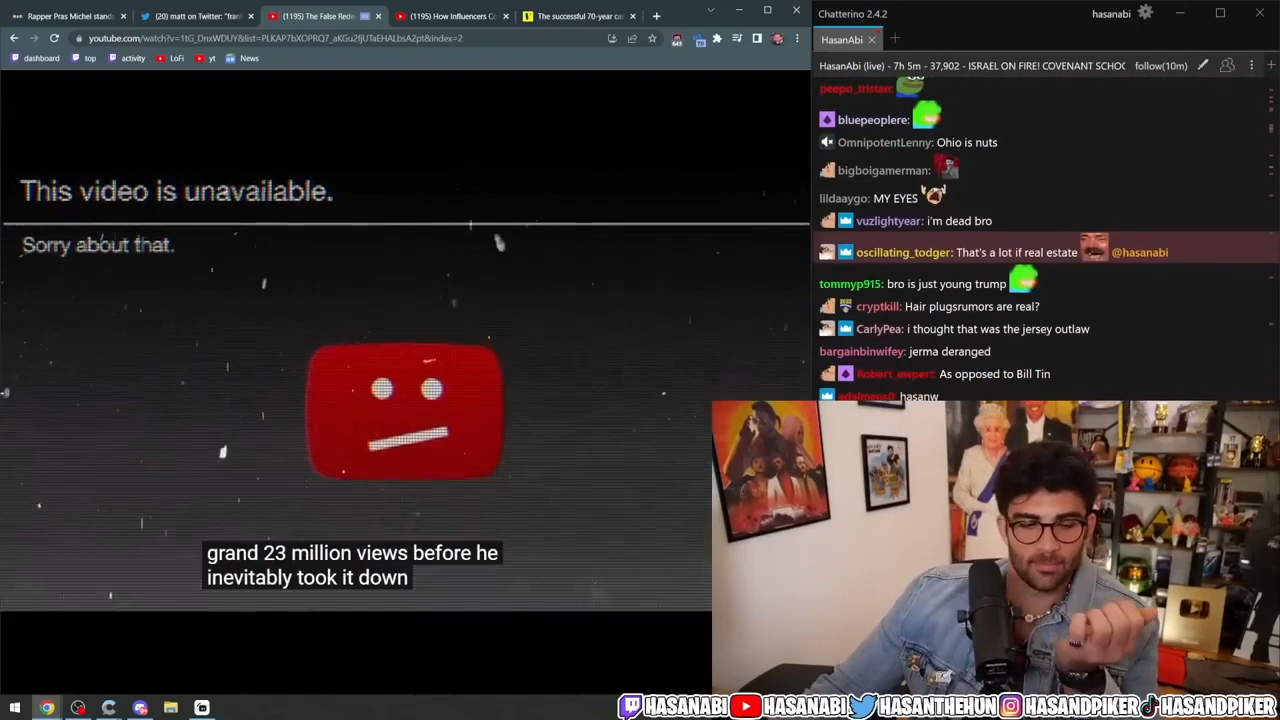 Rapper Pras Michel stands
(20) matt on Twitter: "fran
(1195) The False Rede
(1195) How Influencers C
The successful 70-year ca
Chatterino 2.4.2
hasanabi
youtube.com/watch?v=1tG_DnxWDUY&list=PLKAP7bXOPRQ7_aKGu2fjUTaEHALbsA2pt&index=2
HasanAbi
dashboard
top
activity
LoFi
yt
News
HasanAbi (live) - 7h 5m - 37,902 - ISRAEL ON FIRE! COVENANT SCHOO
follow(10m)
peepo_tristan:
bluepeoplere:
OmnipotentLenny: Ohio is nuts
bigboigamerman:
lildaaygo: MY EYES
vuzlightyear: i'm dead bro
oscillating_todger: That's a lot if real estate @hasanabi
tommyp915: bro is just young trump
cryptkill: Hair plugsrumors are real?
CarlyPea: i thought that was the jersey outlaw
bargainbinwifey: jerma deranged
Robert_ewpert: As opposed to Bill Tin
hasanw
This video is unavailable.
Sorry about that.
grand 23 million views before he
inevitably took it down
HASANABI
HASANABI
HASANTHEHUN
HASANDPIKER
HASANDPIKER